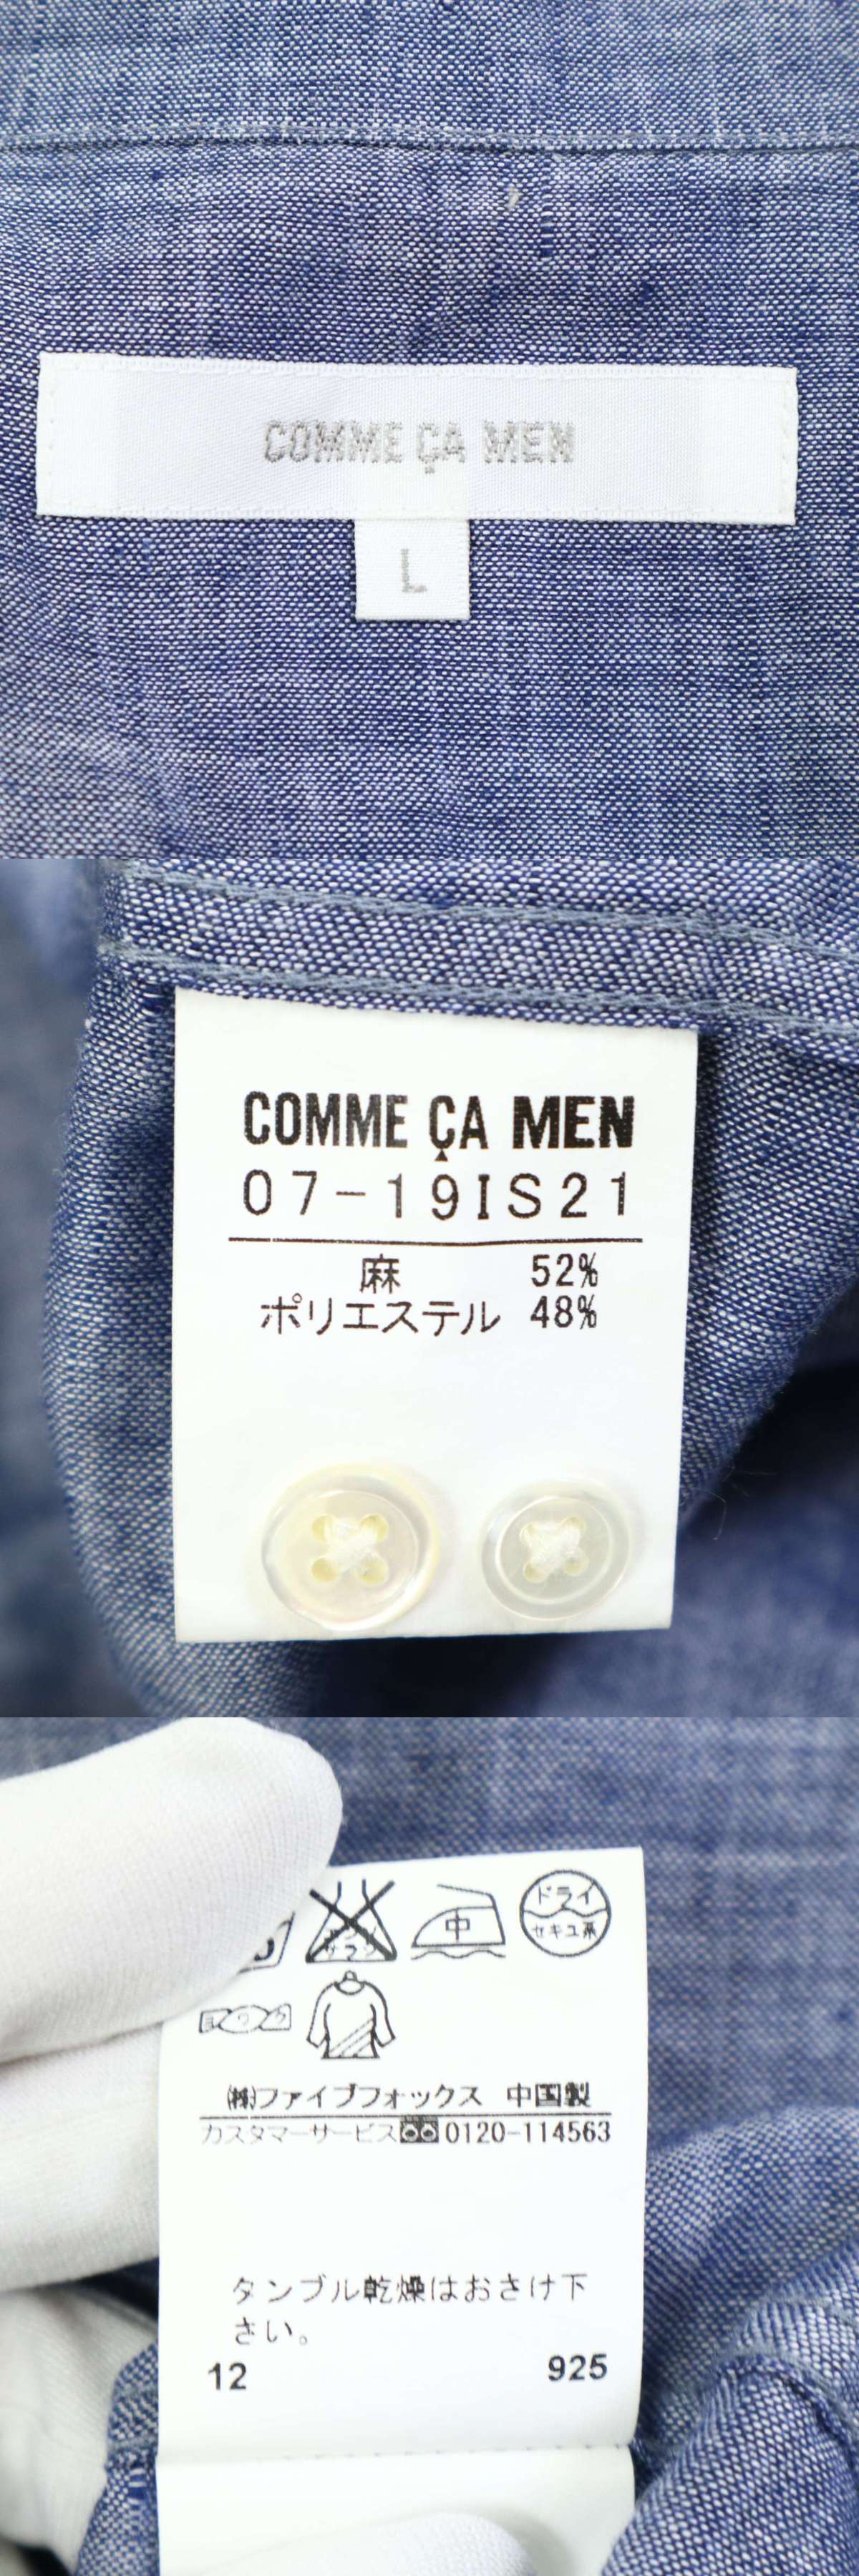 COMME ÇA MEN
L
COMME ÇA MEN
07-19IS21
麻 52%
ポリエステル 48%
中
ドライ
セキユ系
㈱ファイブフォックス 中国製
カスタマーサービス 0120-114563
タンブル乾燥はおさけ下
さい。
12 925